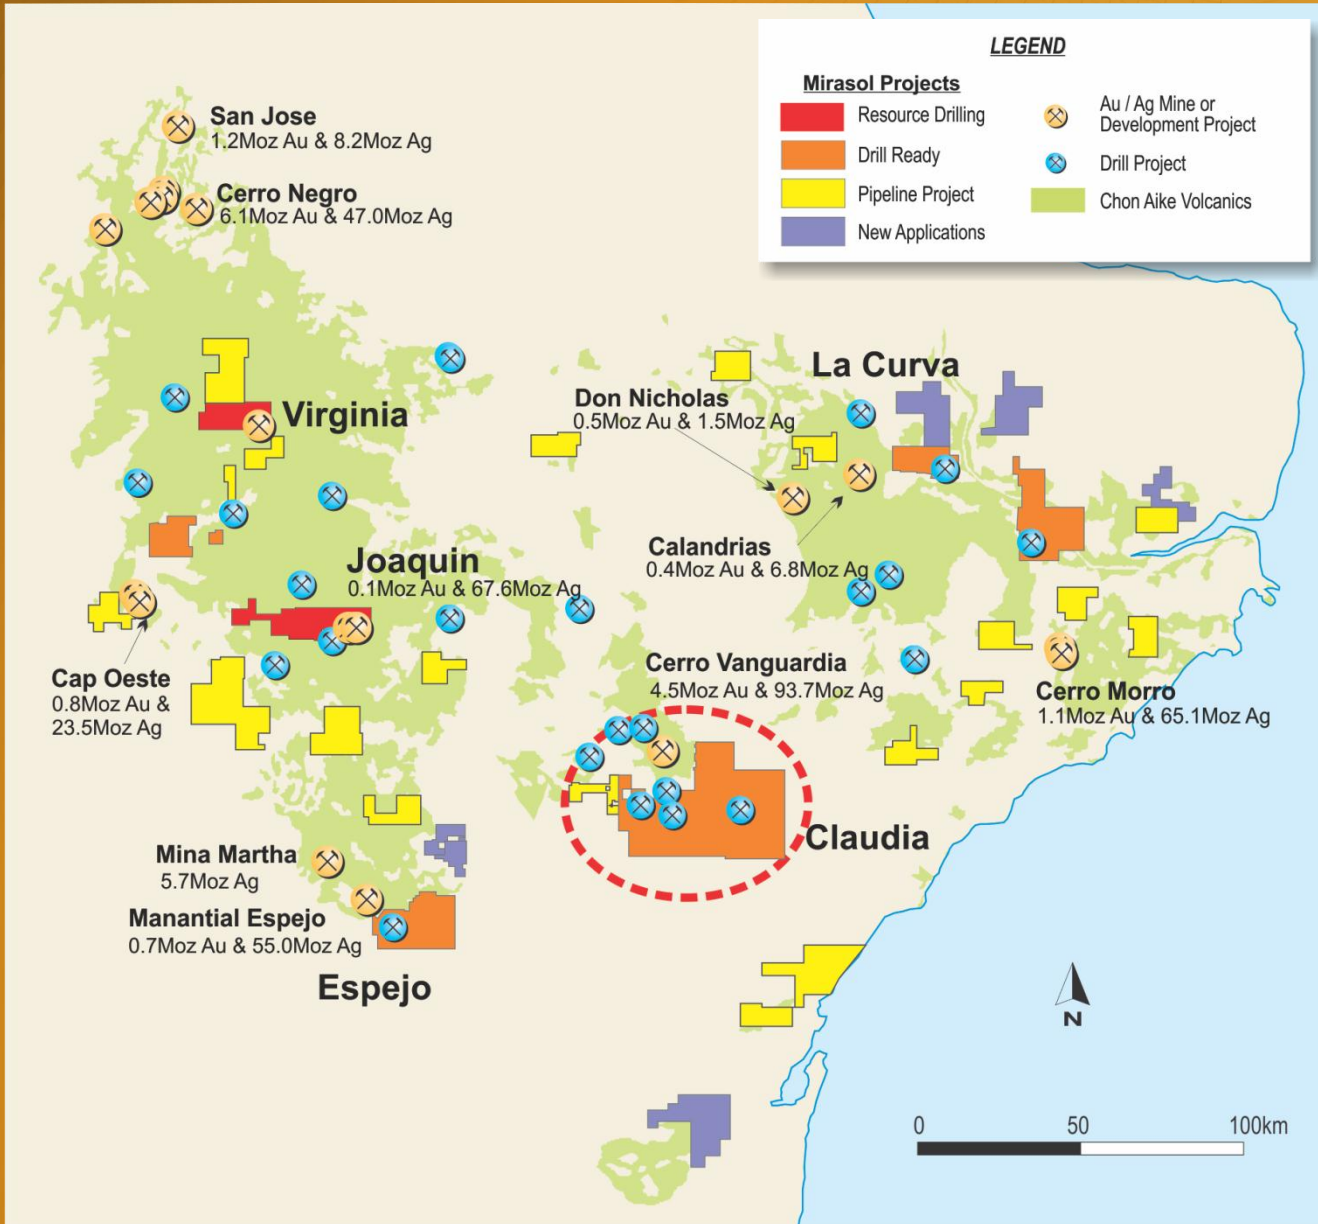 LEGEND
Mirasol Projects
Resource Drilling
Drill Ready
Pipeline Project
New Applications
Au / Ag Mine or
Development Project
Drill Project
Chon Aike Volcanics
San Jose
1.2Moz Au & 8.2Moz Ag
Cerro Negro
6.1Moz Au & 47.0Moz Ag
La Curva
Virginia
Don Nicholas
0.5Moz Au & 1.5Moz Ag
Joaquin
0.1Moz Au & 67.6Moz Ag
Calandrias
0.4Moz Au & 6.8Moz Ag
Cap Oeste
0.8Moz Au &
23.5Moz Ag
Cerro Vanguardia
4.5Moz Au & 93.7Moz Ag
Cerro Morro
1.1Moz Au & 65.1Moz Ag
Claudia
Mina Martha
5.7Moz Ag
Manantial Espejo
0.7Moz Au & 55.0Moz Ag
Espejo
N
0 50 100km